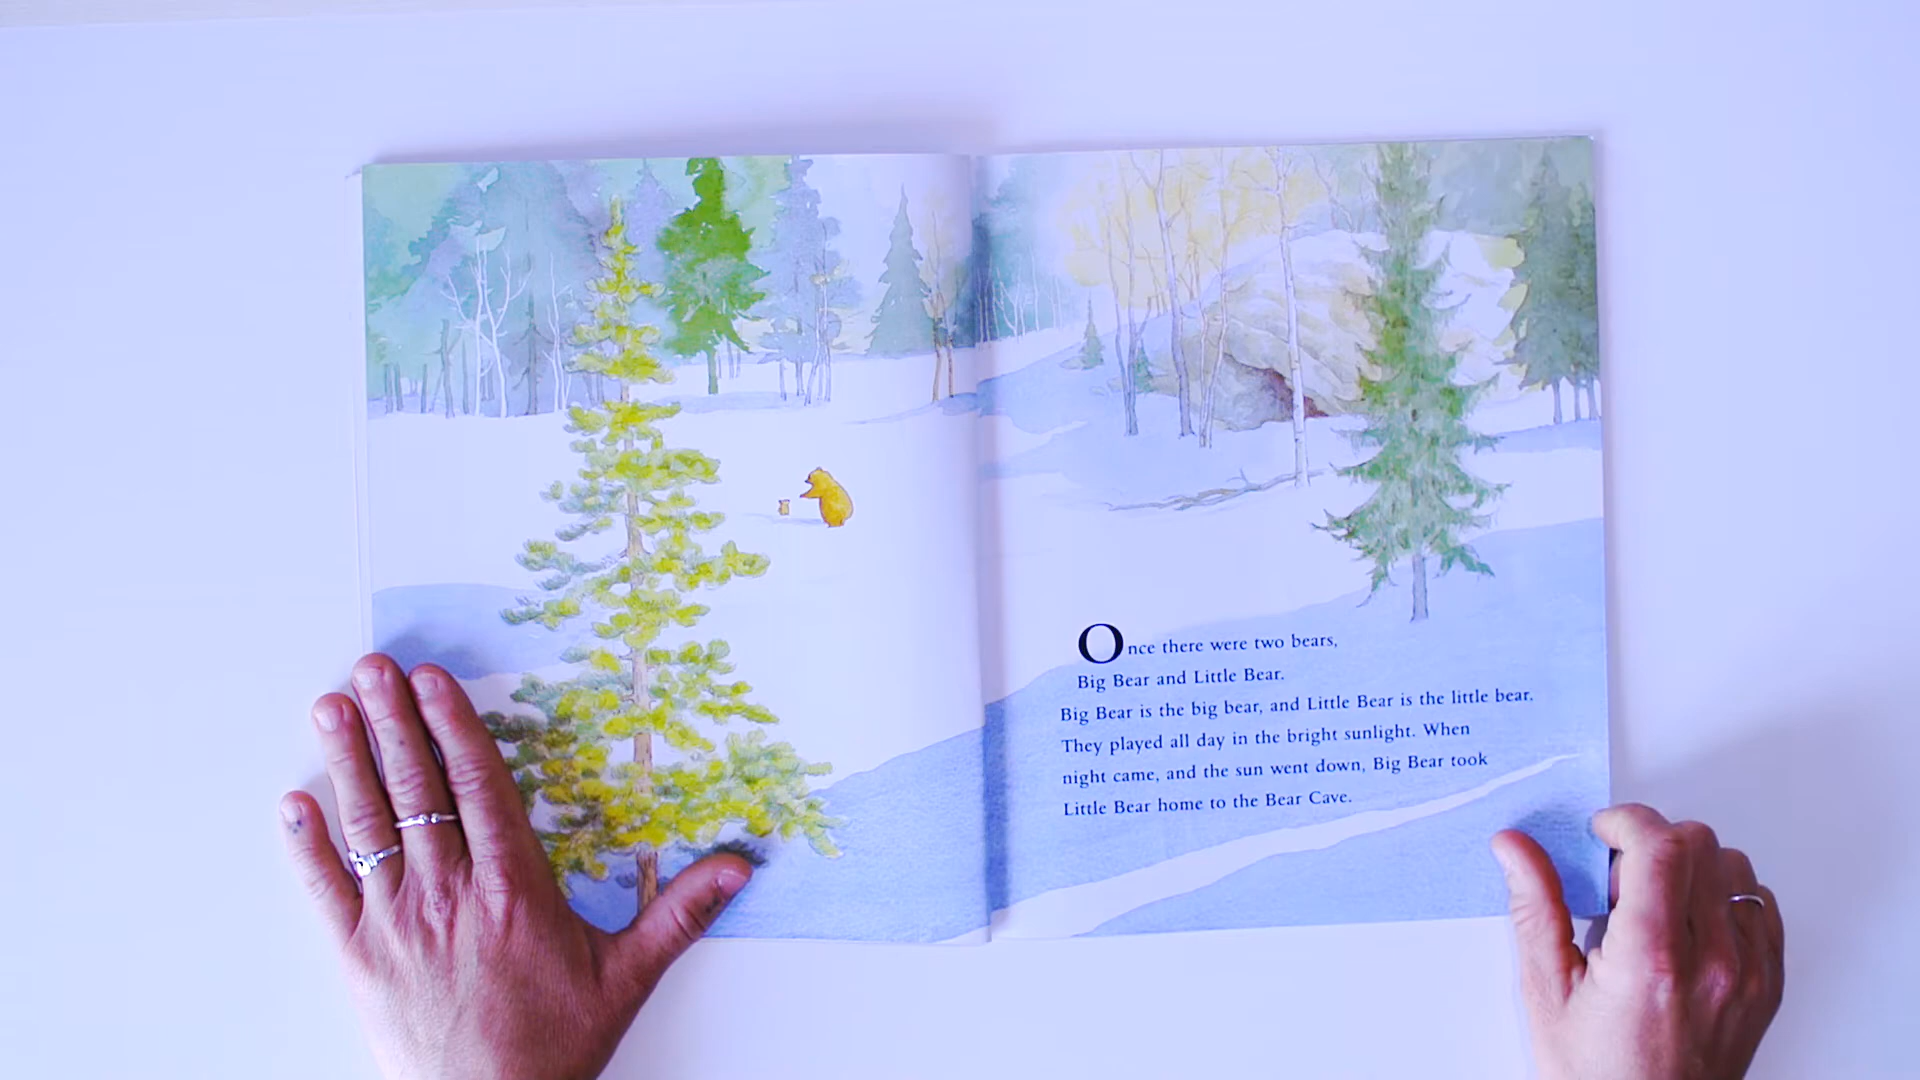 Once there were two bears,
Big Bear and Little Bear.
Big Bear is the big bear, and Little Bear is the little bear.
They played all day in the bright sunlight. When
night came, and the sun went down, Big Bear took
Little Bear home to the Bear Cave.